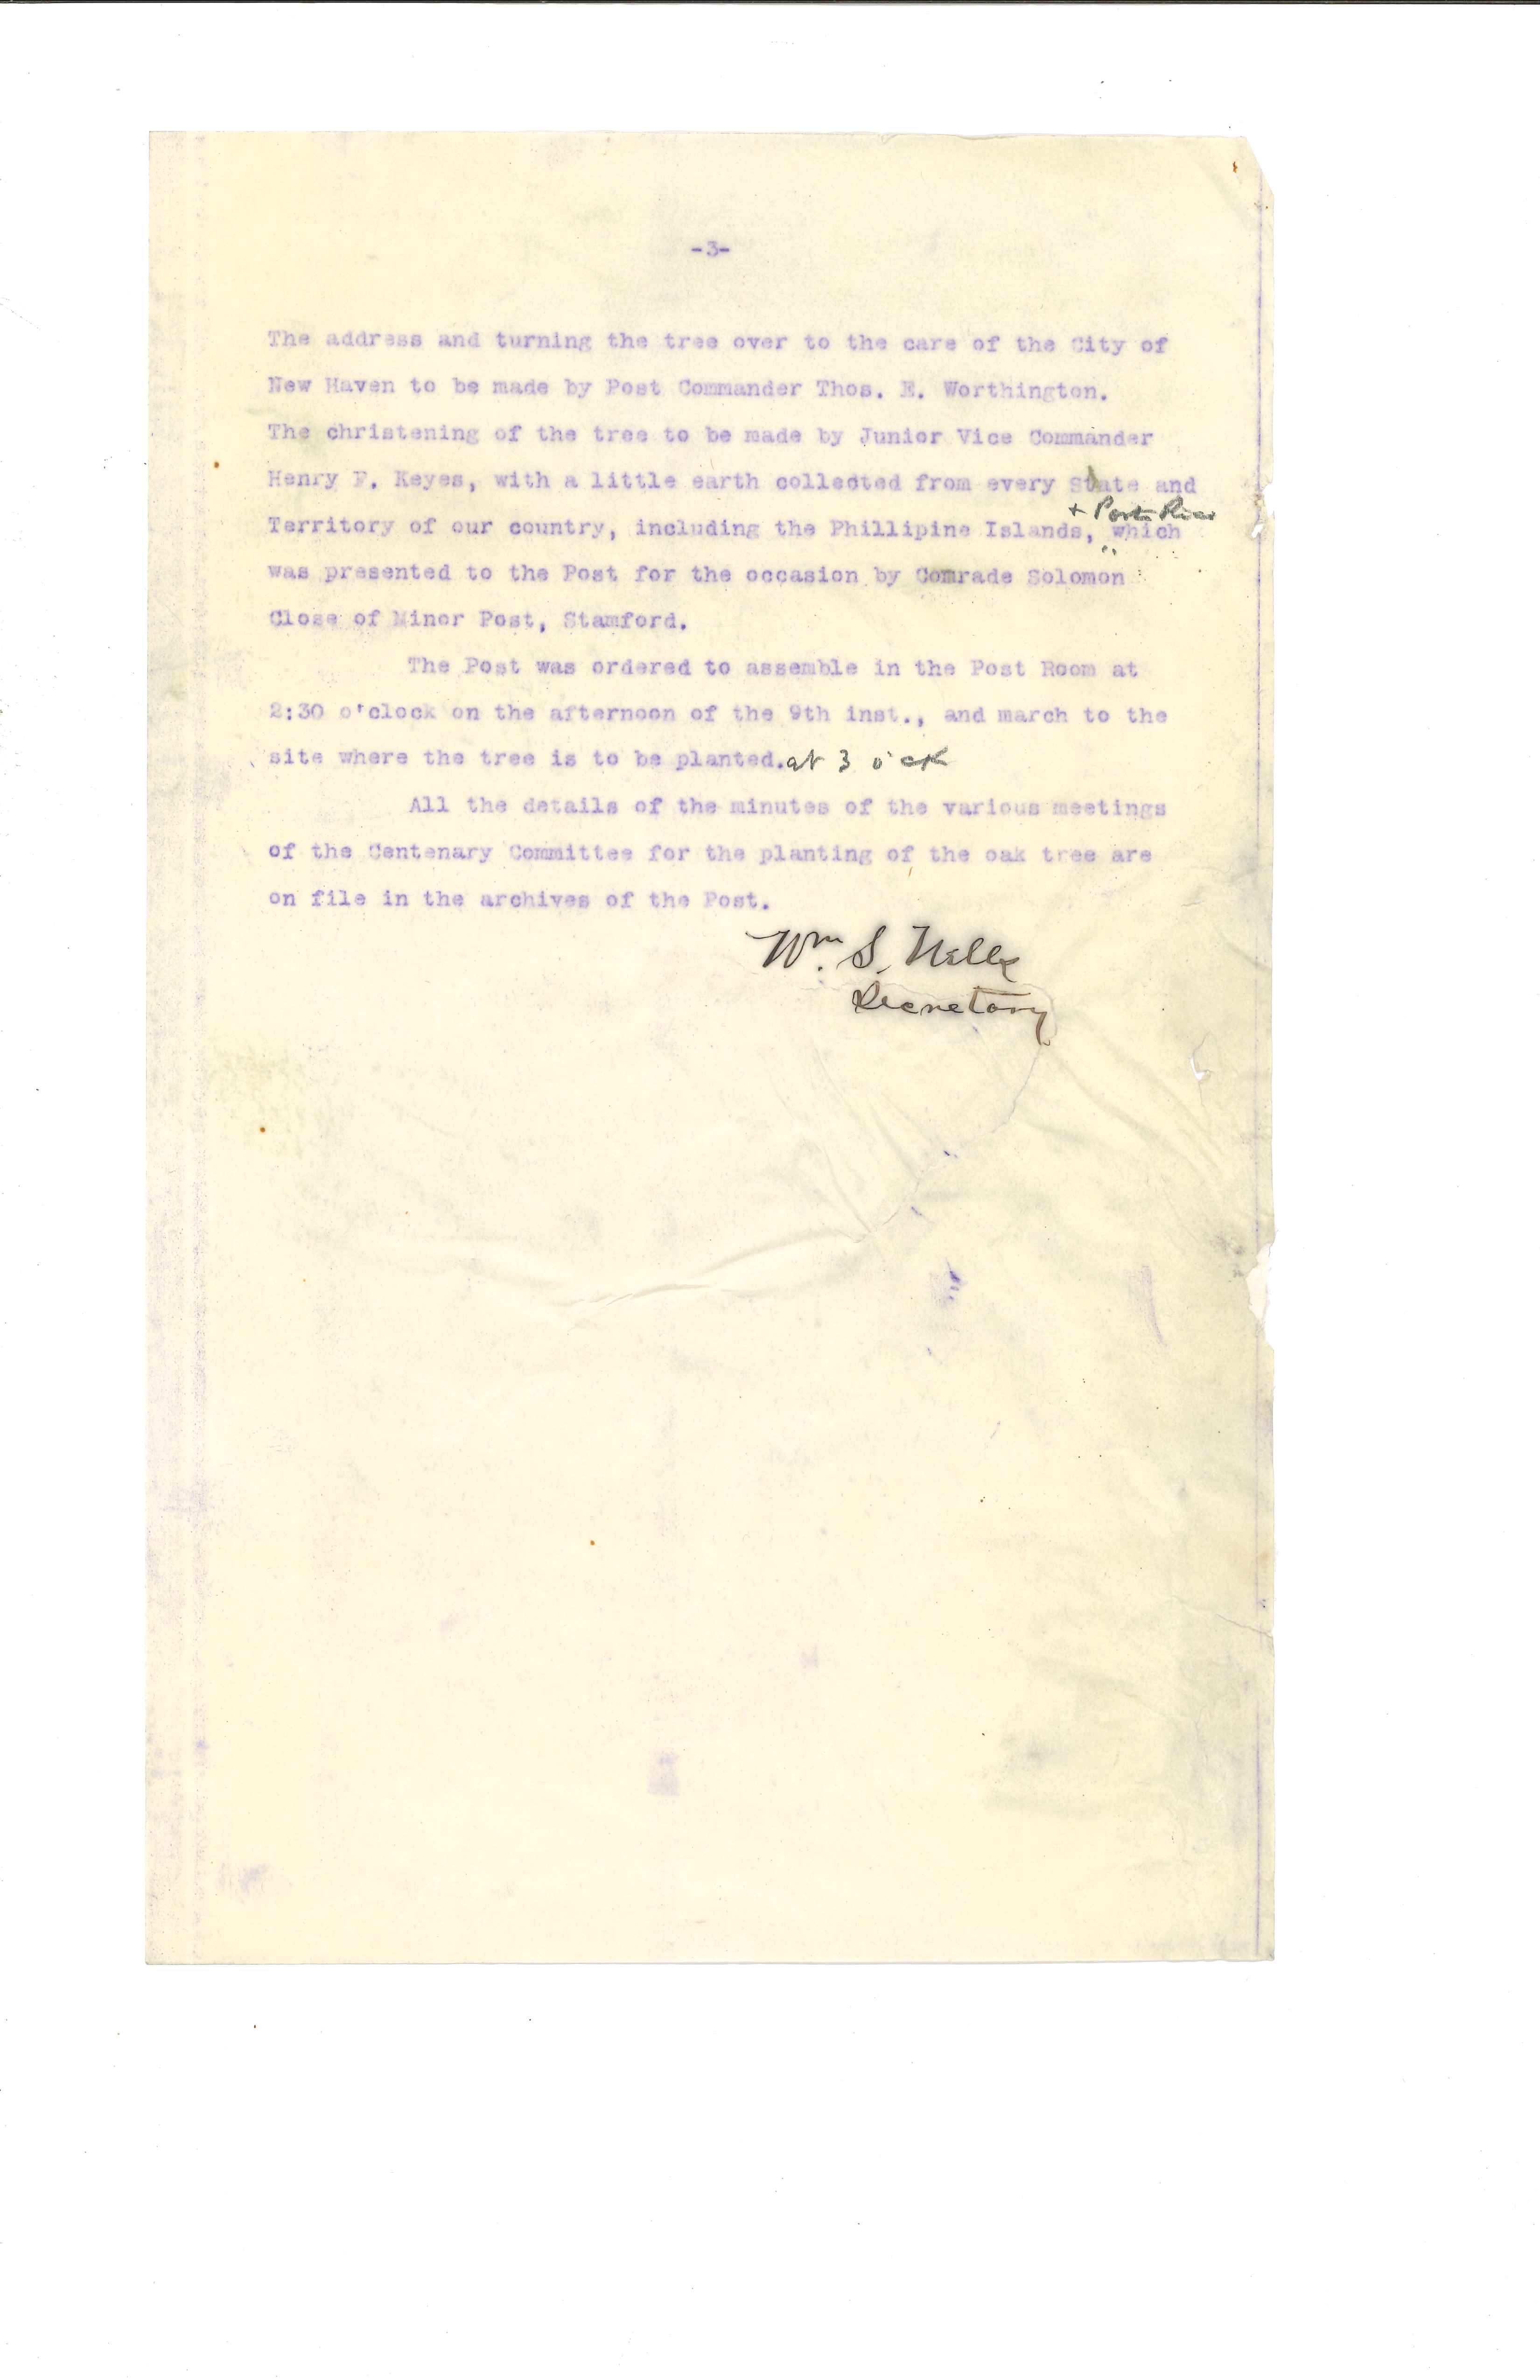 -3-
The address and turning the tree over to the care of the City of
New Haven to be made by Post Commander Thos. E. Worthington.
The christening of the tree to be made by Junior Vice Commander
Henry F. Keyes, with a little earth collected from every State and
+ Porto Rico
Territory of our country, including the Phillipine Islands, which
was presented to the Post for the occasion by Comrade Solomon
Close of Minor Post, Stamford.
The Post was ordered to assemble in the Post Room at
2:30 o'clock on the afternoon of the 9th inst., and march to the
site where the tree is to be planted. at 3 o'ck
All the details of the minutes of the various meetings
of the Centenary Committee for the planting of the oak tree are
on file in the archives of the Post.
Wm. S. Wells
Secretary